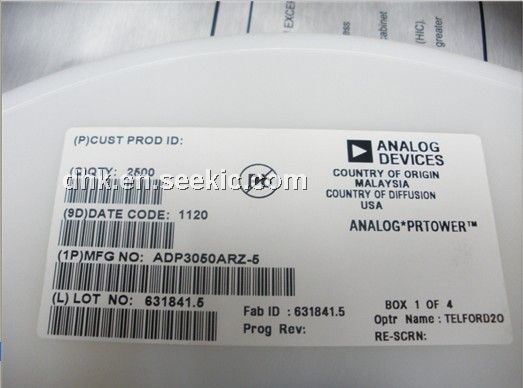 EXCE
cabinet
(HIC).
greater
(P)CUST PROD ID:
(Q)QTY: 2500
dhk.seekic.com
(9D)DATE CODE: 1120
(1P)MFG NO: ADP3050ARZ-5
(L) LOT NO: 631841.5
ANALOG
DEVICES
COUNTRY OF ORIGIN
MALAYSIA
COUNTRY OF DIFFUSION
USA
ANALOG*PRTOWER™
Fab ID : 631841.5
Prog Rev:
BOX 1 OF 4
Optr Name : TELFORD2O
RE-SCRN: